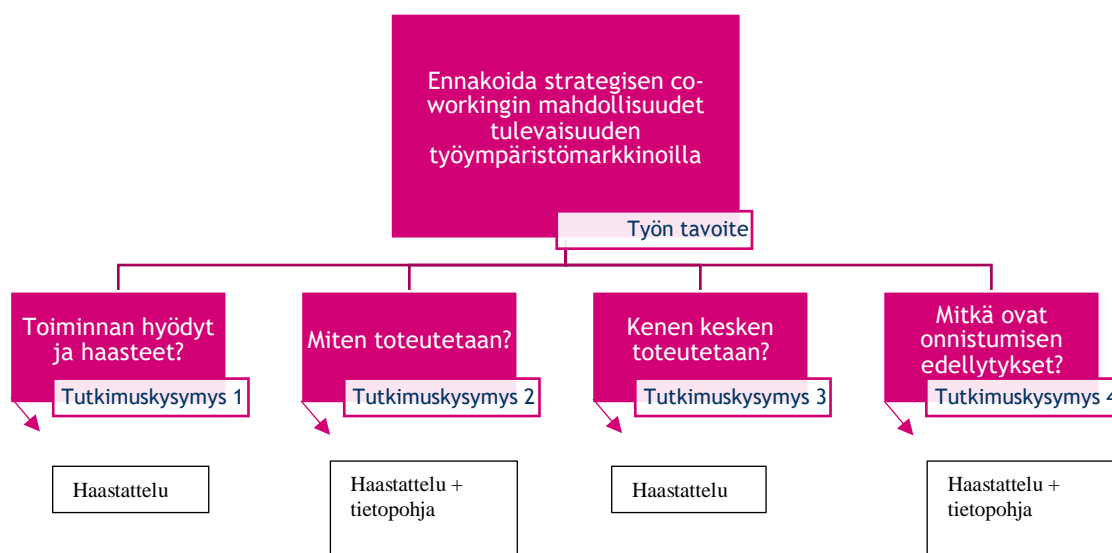 Ennakoida strategisen co-
workingin mahdollisuudet
tulevaisuuden
työympäristömarkkinoilla
Työn tavoite
Toiminnan hyödyt
ja haasteet?
Tutkimuskysymys 1
Miten toteutetaan?
Tutkimuskysymys 2
Kenen kesken
toteutetaan?
Tutkimuskysymys 3
Mitkä ovat
onnistumisen
edellytykset?
Tutkimuskysymys 4
Haastattelu
Haastattelu +
tietopohja
Haastattelu
Haastattelu +
tietopohja